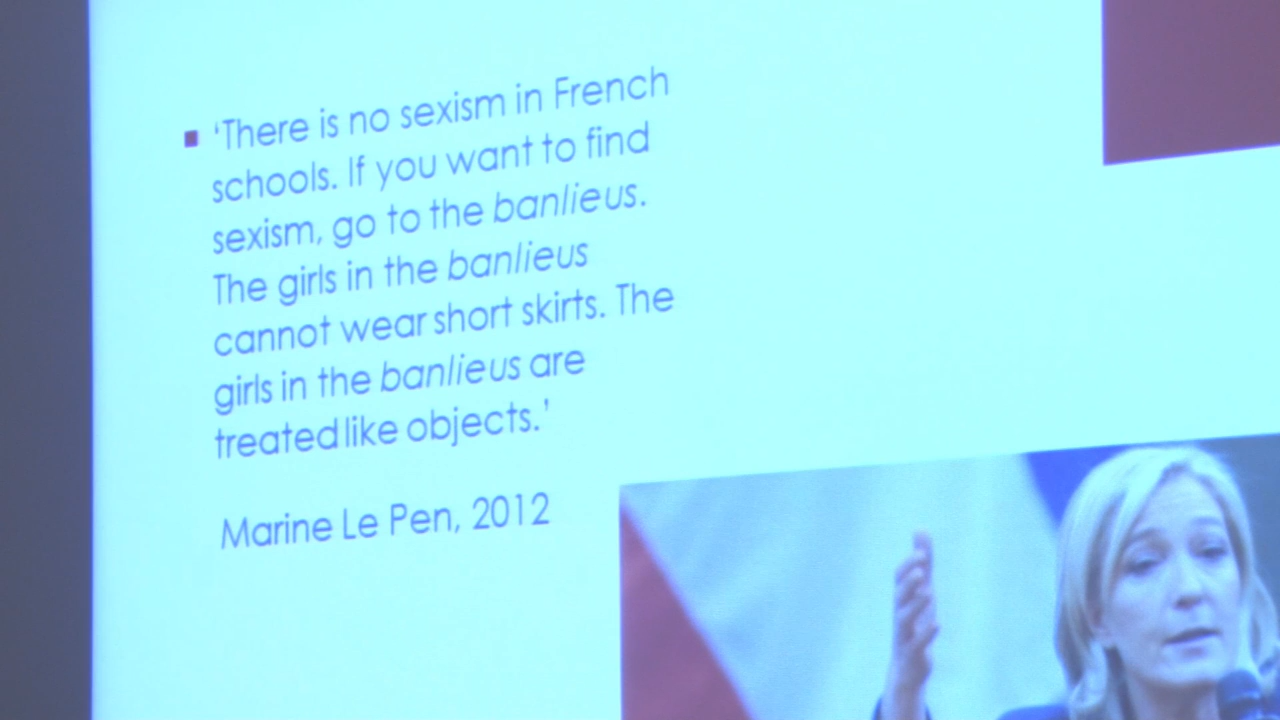 ‘There is no sexism in French
schools. If you want to find
sexism, go to the banlieus.
The girls in the banlieus
cannot wear short skirts. The
girls in the banlieus are
treated like objects.’
Marine Le Pen, 2012